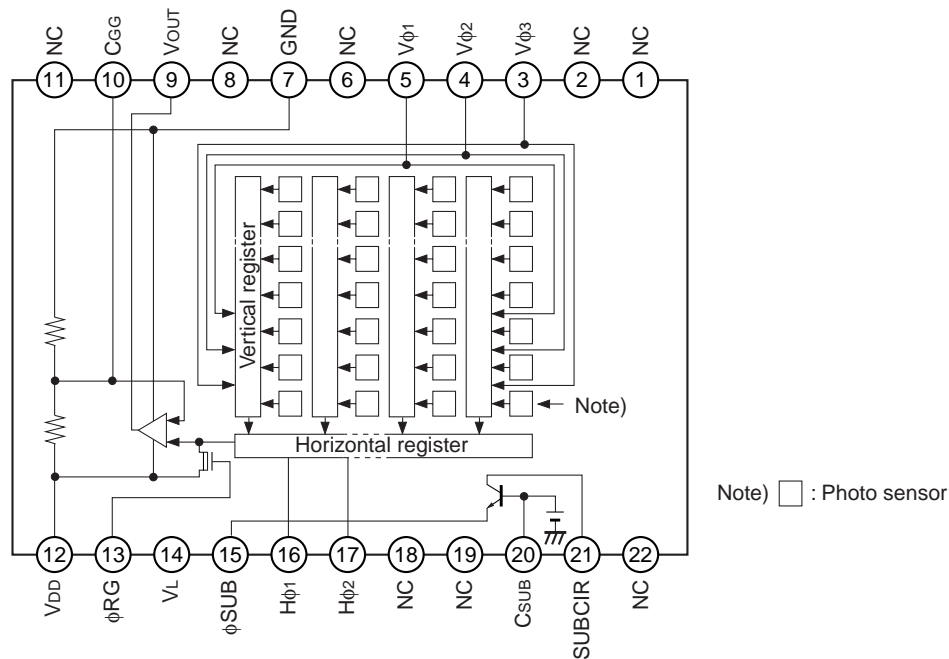 NC
CGG
VOUT
NC
GND
NC
Vϕ1
Vϕ2
Vϕ3
NC
NC
11
10
9
8
7
6
5
4
3
2
1
Vertical register
Note)
Horizontal register
Note) : Photo sensor
12
13
14
15
16
17
18
19
20
21
22
VDD
ϕRG
VL
ϕSUB
Hϕ1
Hϕ2
NC
NC
CSUB
SUBCIR
NC